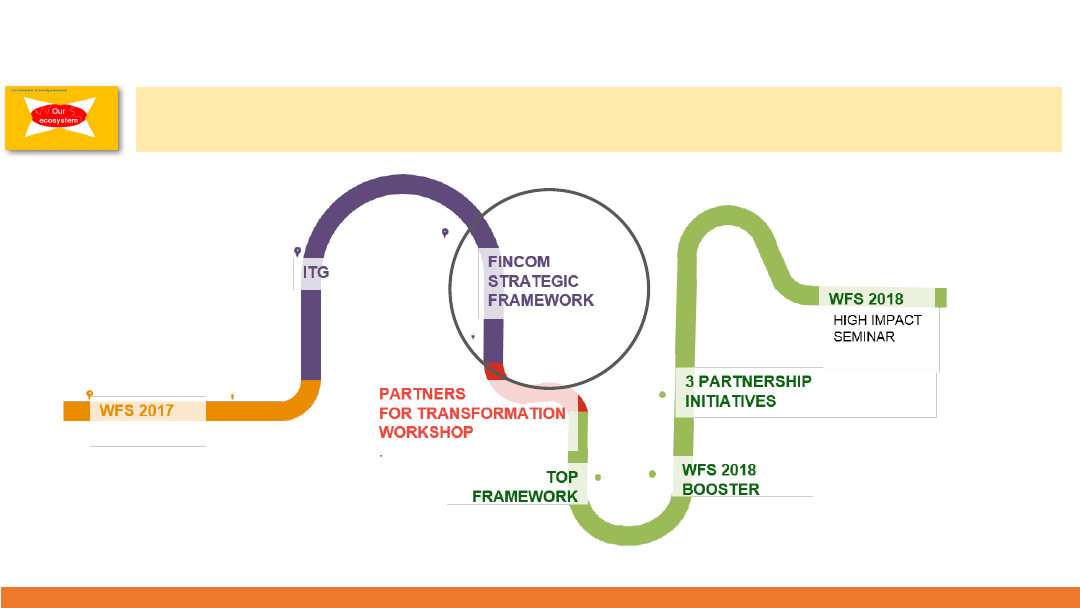 Our
ecosystem
ITG
FINCOM
STRATEGIC
FRAMEWORK
WFS 2018
HIGH IMPACT
SEMINAR
3 PARTNERSHIP
INITIATIVES
PARTNERS
FOR TRANSFORMATION
WORKSHOP
WFS 2017
TOP
FRAMEWORK
WFS 2018
BOOSTER